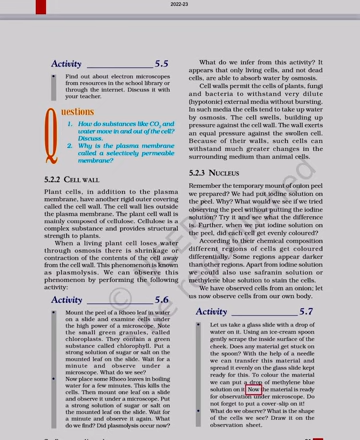 2022-23
Activity 5.5
• Find out about electron microscopes
from resources in the school library or
through the internet. Discuss it with
your teacher.
Questions
1. How do substances like CO2 and
water move in and out of the cell?
Discuss.
2. Why is the plasma membrane
called a selectively permeable
membrane?
5.2.2 CELL WALL
Plant cells, in addition to the plasma
membrane, have another rigid outer covering
called the cell wall. The cell wall lies outside
the plasma membrane. The plant cell wall is
mainly composed of cellulose. Cellulose is a
complex substance and provides structural
strength to plants.
When a living plant cell loses water
through osmosis there is shrinkage or
contraction of the contents of the cell away
from the cell wall. This phenomenon is known
as plasmolysis. We can observe this
phenomenon by performing the following
activity:
Activity 5.6
• Mount the peel of a Rhoeo leaf in water
on a slide and examine cells under
the high power of a microscope. Note
the small green granules, called
chloroplasts. They contain a green
substance called chlorophyll. Put a
strong solution of sugar or salt on the
mounted leaf on the slide. Wait for a
minute and observe under a
microscope. What do we see?
• Now place some Rhoeo leaves in boiling
water for a few minutes. This kills the
cells. Then mount one leaf on a slide
and observe it under a microscope. Put
a strong solution of sugar or salt on
the mounted leaf on the slide. Wait for
a minute and observe it again. What
do we find? Did plasmolysis occur now?
What do we infer from this activity? It
appears that only living cells, and not dead
cells, are able to absorb water by osmosis.
Cell walls permit the cells of plants, fungi
and bacteria to withstand very dilute
(hypotonic) external media without bursting.
In such media the cells tend to take up water
by osmosis. The cell swells, building up
pressure against the cell wall. The wall exerts
an equal pressure against the swollen cell.
Because of their walls, such cells can
withstand much greater changes in the
surrounding medium than animal cells.
5.2.3 NUCLEUS
Remember the temporary mount of onion peel
we prepared? We had put iodine solution on
the peel. Why? What would we see if we tried
observing the peel without putting the iodine
solution? Try it and see what the difference
is. Further, when we put iodine solution on
the peel, did each cell get evenly coloured?
According to their chemical composition
different regions of cells get coloured
differentially. Some regions appear darker
than other regions. Apart from iodine solution
we could also use safranin solution or
methylene blue solution to stain the cells.
We have observed cells from an onion; let
us now observe cells from our own body.
Activity 5.7
• Let us take a glass slide with a drop of
water on it. Using an ice-cream spoon
gently scrape the inside surface of the
cheek. Does any material get stuck on
the spoon? With the help of a needle
we can transfer this material and
spread it evenly on the glass slide kept
ready for this. To colour the material
we can put a drop of methylene blue
solution on it. Now the material is ready
for observation under microscope. Do
not forget to put a cover-slip on it!
• What do we observe? What is the shape
of the cells we see? Draw it on the
observation sheet.